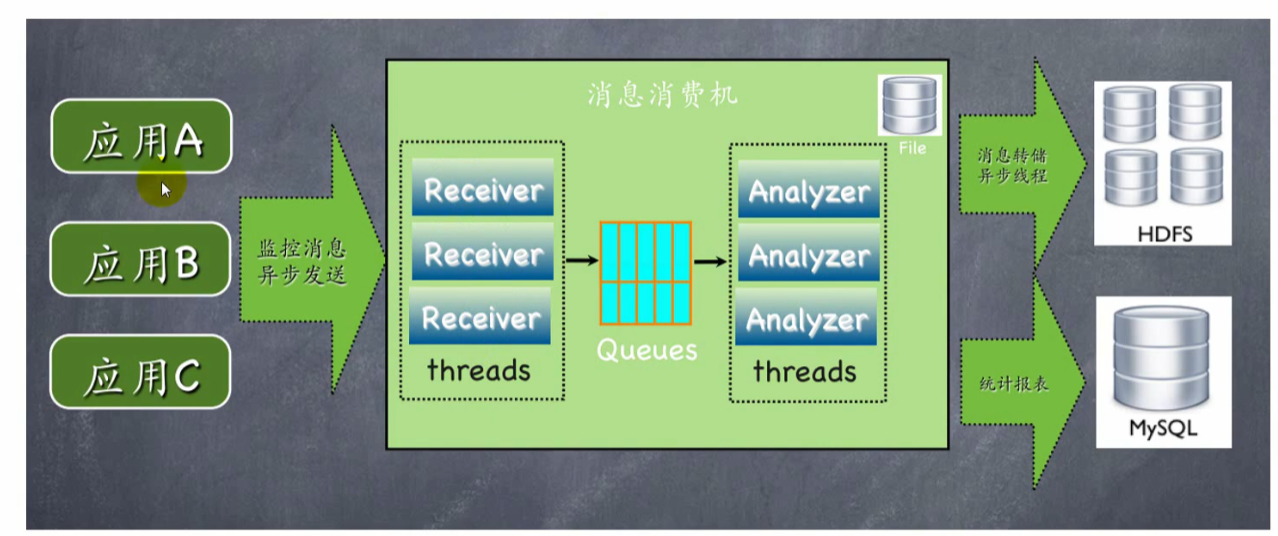 应用A
应用B
应用C
监控消息
异步发送
消息消费机
File
Receiver
Receiver
Receiver
threads
Queues
Analyzer
Analyzer
Analyzer
threads
消息转储
异步线程
HDFS
统计报表
MySQL